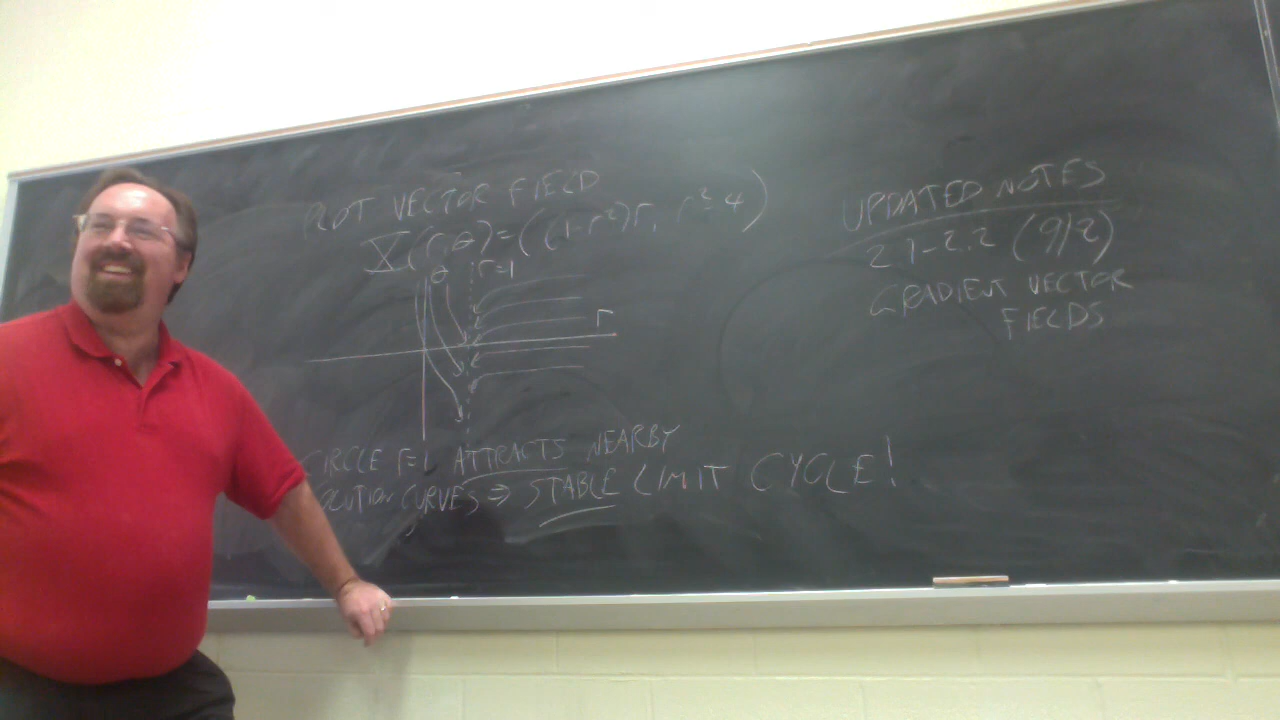 PLOT VECTOR FIELD
X(r,θ)=((1-r²)r, r²-4)
θ
r=1
r
CIRCLE r=1 ATTRACTS NEARBY
SOLUTION CURVES ⇒ STABLE LIMIT CYCLE!
UPDATED NOTES
2.1-2.2 (9/2)
GRADIENT VECTOR
FIELDS